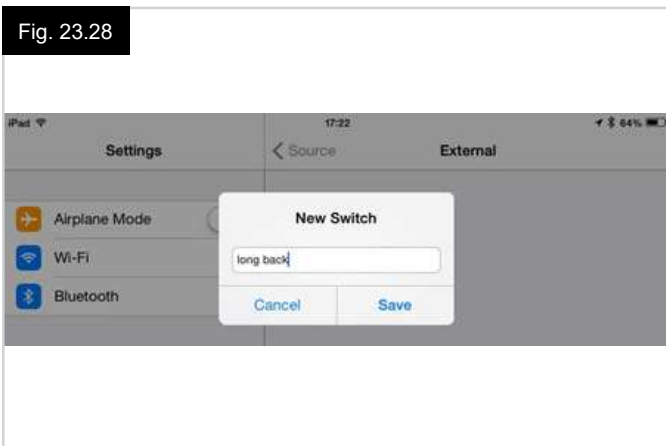 Fig. 23.28
iPad 17:22 64%
Settings < Source External
New Switch
Airplane Mode
long back
Wi-Fi
Cancel Save
Bluetooth